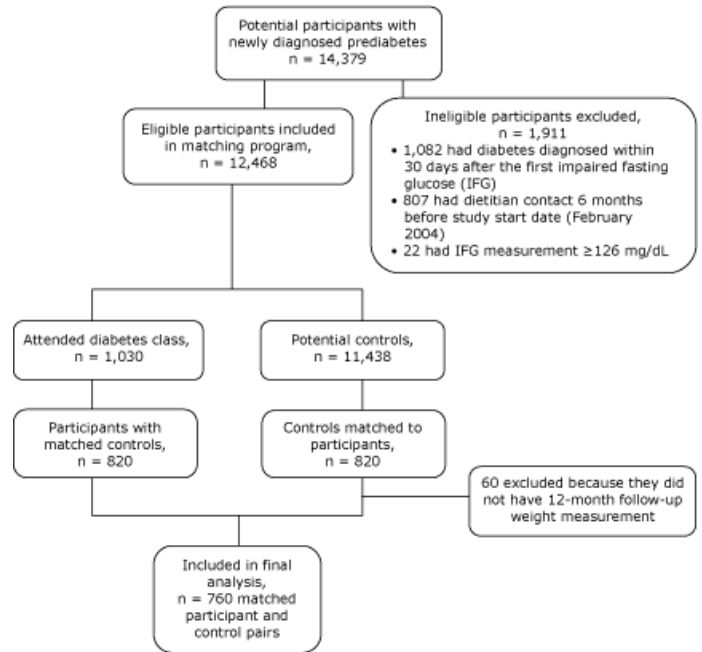 Potential participants with
newly diagnosed prediabetes
n = 14,379
Eligible participants included
in matching program,
n = 12,468
Ineligible participants excluded,
n = 1,911
• 1,082 had diabetes diagnosed within
30 days after the first impaired fasting
glucose (IFG)
• 807 had dietitian contact 6 months
before study start date (February
2004)
• 22 had IFG measurement ≥126 mg/dL
Attended diabetes class,
n = 1,030
Potential controls,
n = 11,438
Participants with
matched controls,
n = 820
Controls matched to
participants,
n = 820
60 excluded because they did
not have 12-month follow-up
weight measurement
Included in final
analysis,
n = 760 matched
participant and
control pairs